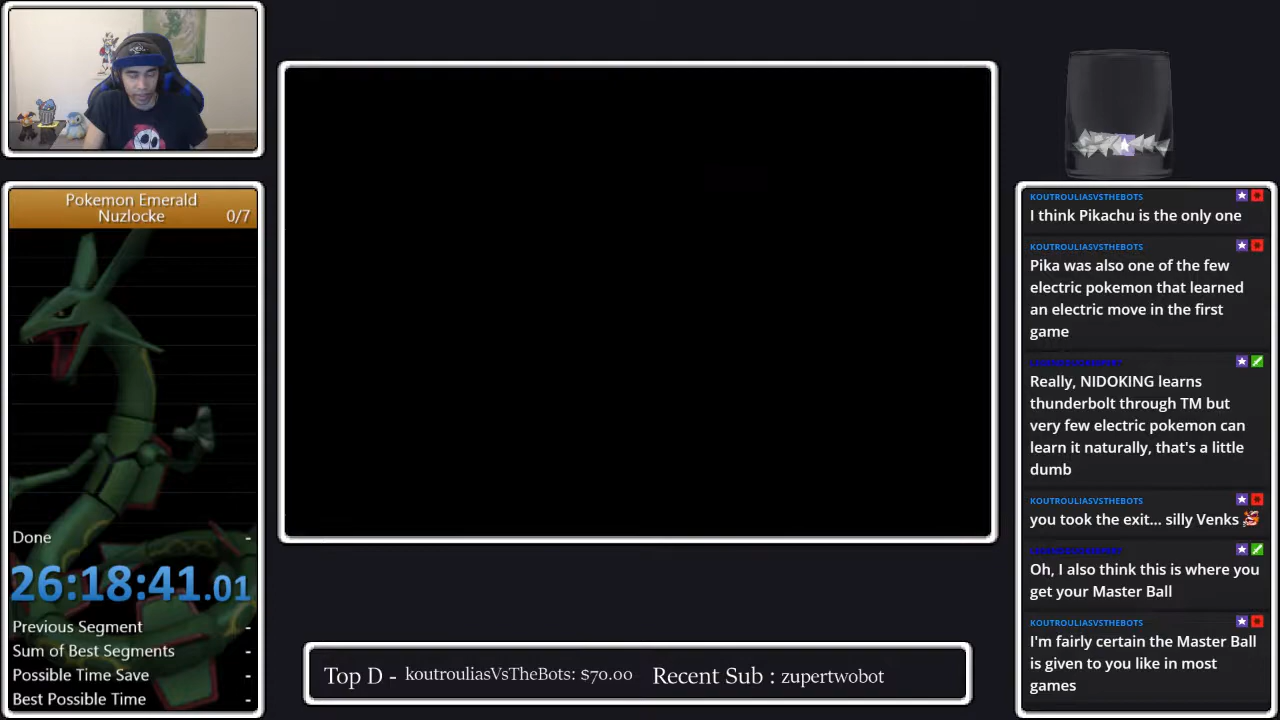 Pokemon Emerald
Nuzlocke 0/7
Done -
26:18:41.01
Previous Segment -
Sum of Best Segments -
Possible Time Save -
Best Possible Time -
Top D - koutrouliasVsTheBots: $70.00 Recent Sub : zupertwobot
KOUTROULIASVSTHEBOTS
I think Pikachu is the only one
KOUTROULIASVSTHEBOTS
Pika was also one of the few
electric pokemon that learned
an electric move in the first
game
Really, NIDOKING learns
thunderbolt through TM but
very few electric pokemon can
learn it naturally, that's a little
dumb
KOUTROULIASVSTHEBOTS
you took the exit... silly Venks
Oh, I also think this is where you
get your Master Ball
KOUTROULIASVSTHEBOTS
I'm fairly certain the Master Ball
is given to you like in most
games